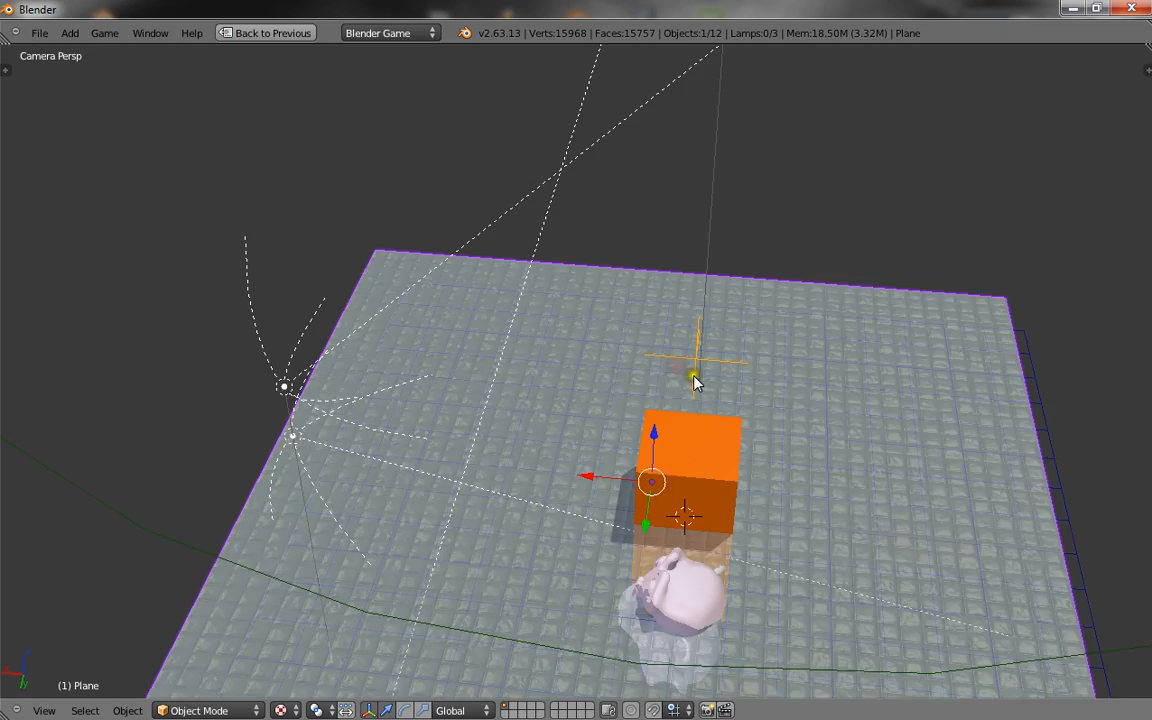 Blender
File Add Game Window Help Back to Previous Blender Game v2.63.13 | Verts:15968 | Faces:15757 | Objects:1/12 | Lamps:0/3 | Mem:18.50M (3.32M) | Plane
Camera Persp
(1) Plane
View Select Object Object Mode Global